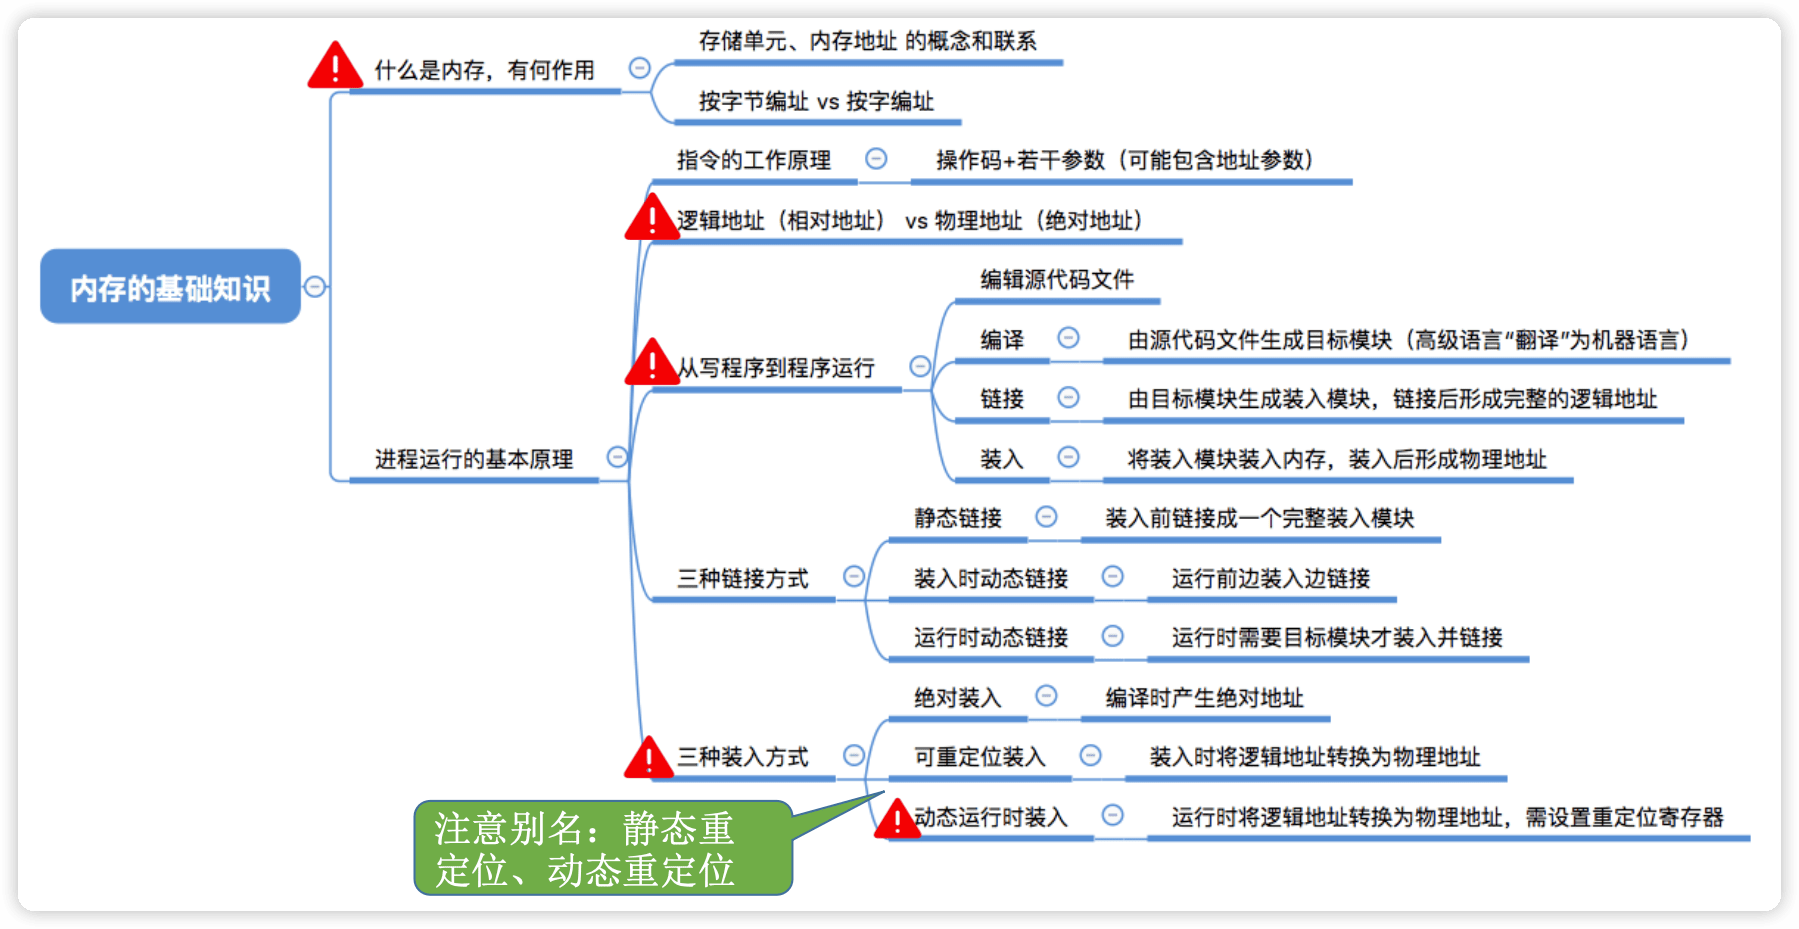 内存的基础知识
什么是内存，有何作用
存储单元、内存地址 的概念和联系
按字节编址 vs 按字编址
进程运行的基本原理
指令的工作原理
操作码+若干参数（可能包含地址参数）
逻辑地址（相对地址） vs 物理地址（绝对地址）
从写程序到程序运行
编辑源代码文件
编译
由源代码文件生成目标模块（高级语言“翻译”为机器语言）
链接
由目标模块生成装入模块，链接后形成完整的逻辑地址
装入
将装入模块装入内存，装入后形成物理地址
三种链接方式
静态链接
装入前链接成一个完整装入模块
装入时动态链接
运行前边装入边链接
运行时动态链接
运行时需要目标模块才装入并链接
三种装入方式
绝对装入
编译时产生绝对地址
可重定位装入
装入时将逻辑地址转换为物理地址
动态运行时装入
运行时将逻辑地址转换为物理地址，需设置重定位寄存器
注意别名：静态重
定位、动态重定位